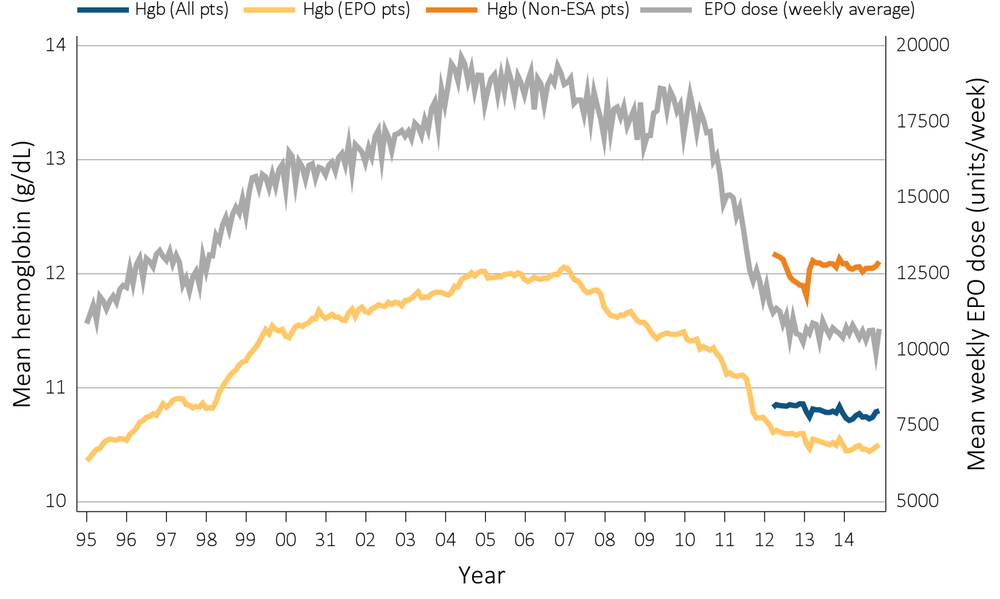 Hgb (All pts) Hgb (EPO pts) Hgb (Non-ESA pts) EPO dose (weekly average)
Mean hemoglobin (g/dL)
14
13
12
11
10
20000
17500
15000
12500
10000
7500
5000
Mean weekly EPO dose (units/week)
95 96 97 98 99 00 31 02 03 04 05 06 07 08 09 10 11 12 13 14
Year